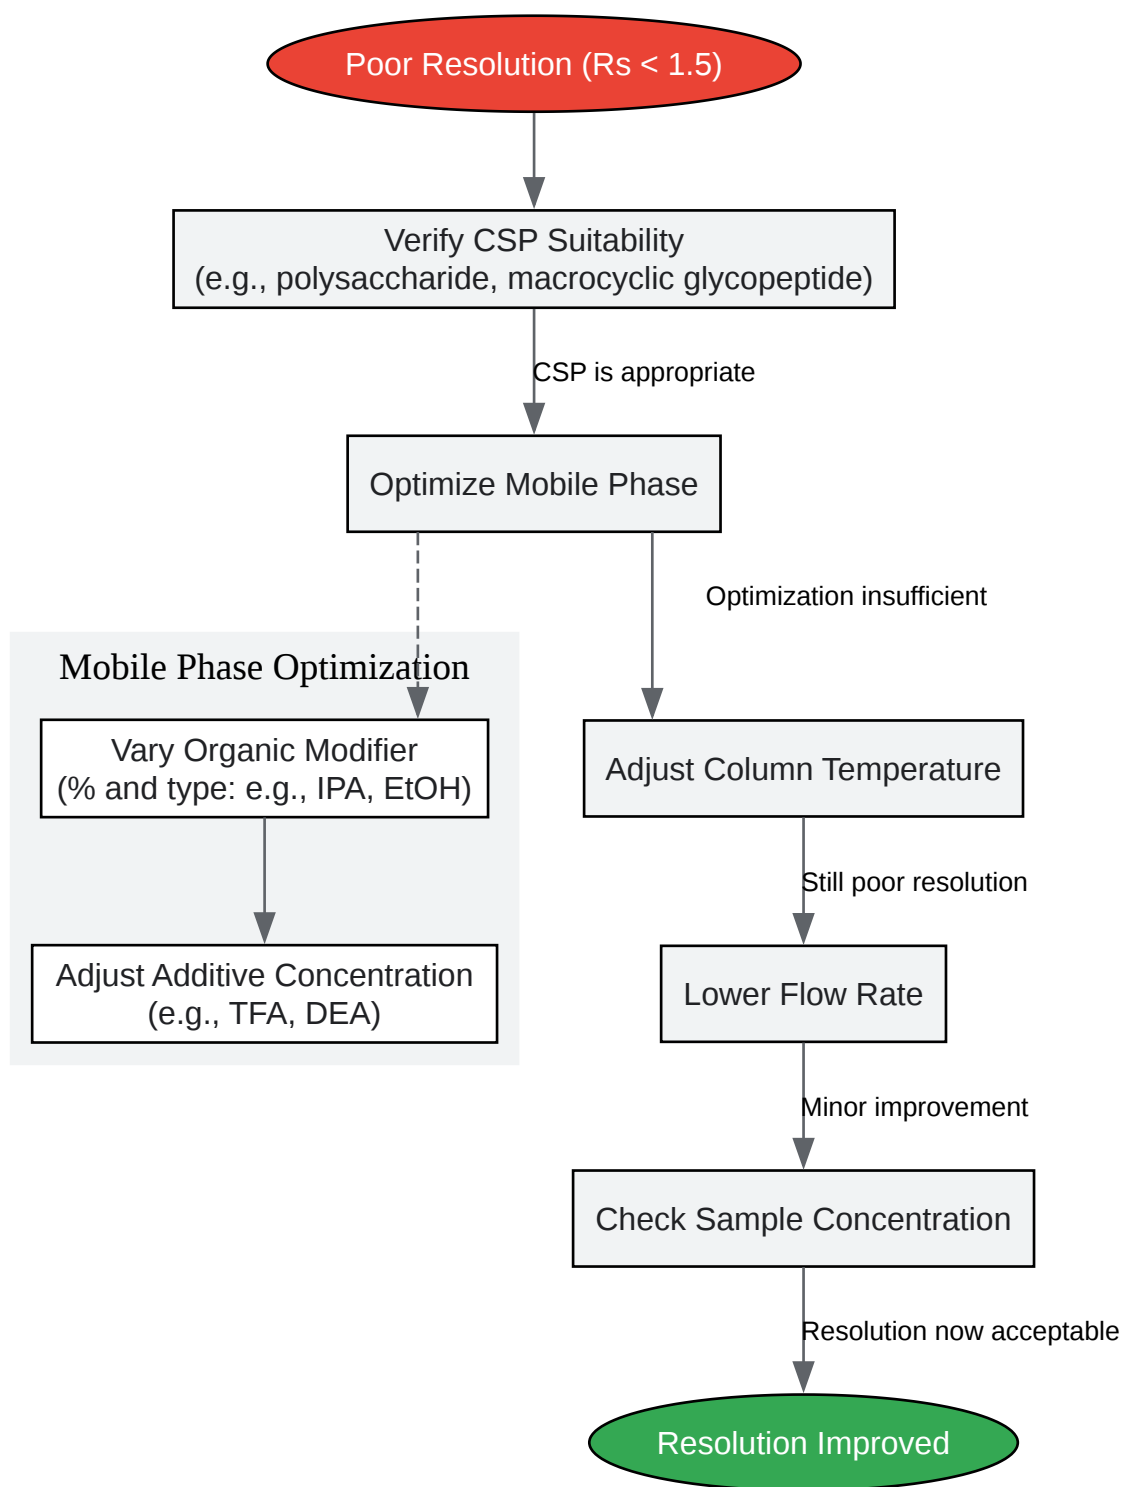 Poor Resolution (Rs < 1.5)
Verify CSP Suitability
(e.g., polysaccharide, macrocyclic glycopeptide)
CSP is appropriate
Optimize Mobile Phase
Optimization insufficient
Mobile Phase Optimization
Vary Organic Modifier
(% and type: e.g., IPA, EtOH)
Adjust Column Temperature
Still poor resolution
Adjust Additive Concentration
(e.g., TFA, DEA)
Lower Flow Rate
Minor improvement
Check Sample Concentration
Resolution now acceptable
Resolution Improved